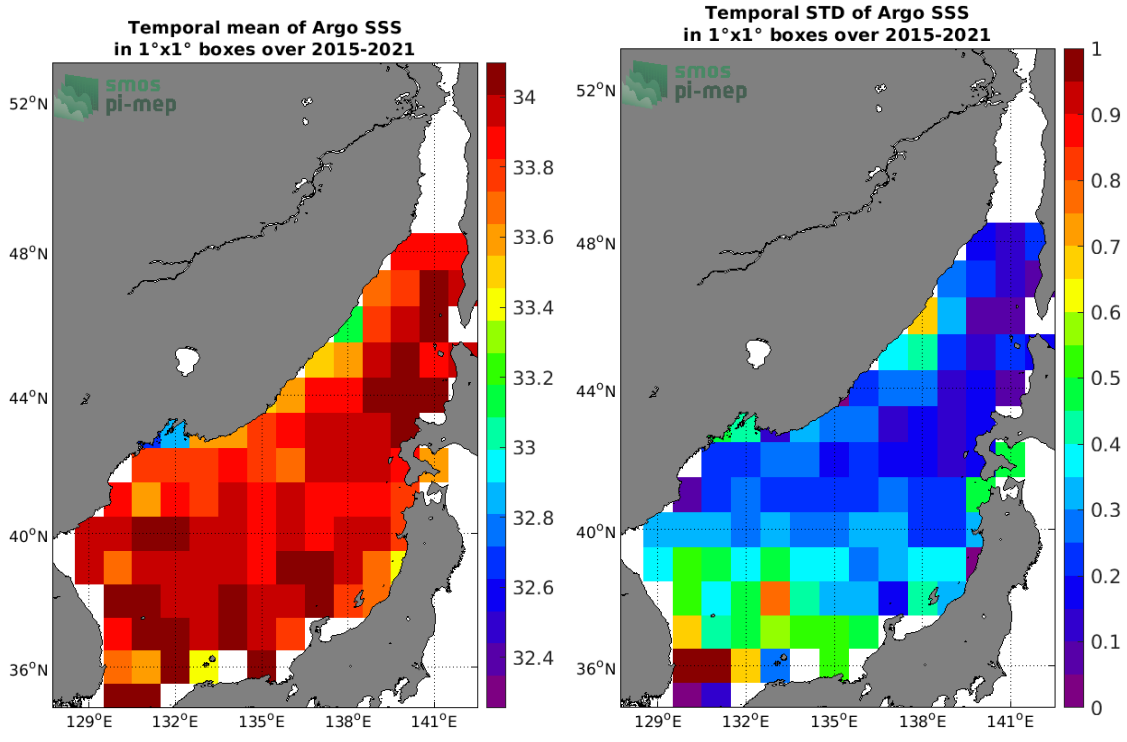 Temporal mean of Argo SSS
in 1°x1° boxes over 2015-2021
smos
pi-mep
52°N
48°N
44°N
40°N
36°N
129°E
132°E
135°E
138°E
141°E
34
33.8
33.6
33.4
33.2
33
32.8
32.6
32.4
Temporal STD of Argo SSS
in 1°x1° boxes over 2015-2021
smos
pi-mep
52°N
48°N
44°N
40°N
36°N
129°E
132°E
135°E
138°E
141°E
1
0.9
0.8
0.7
0.6
0.5
0.4
0.3
0.2
0.1
0